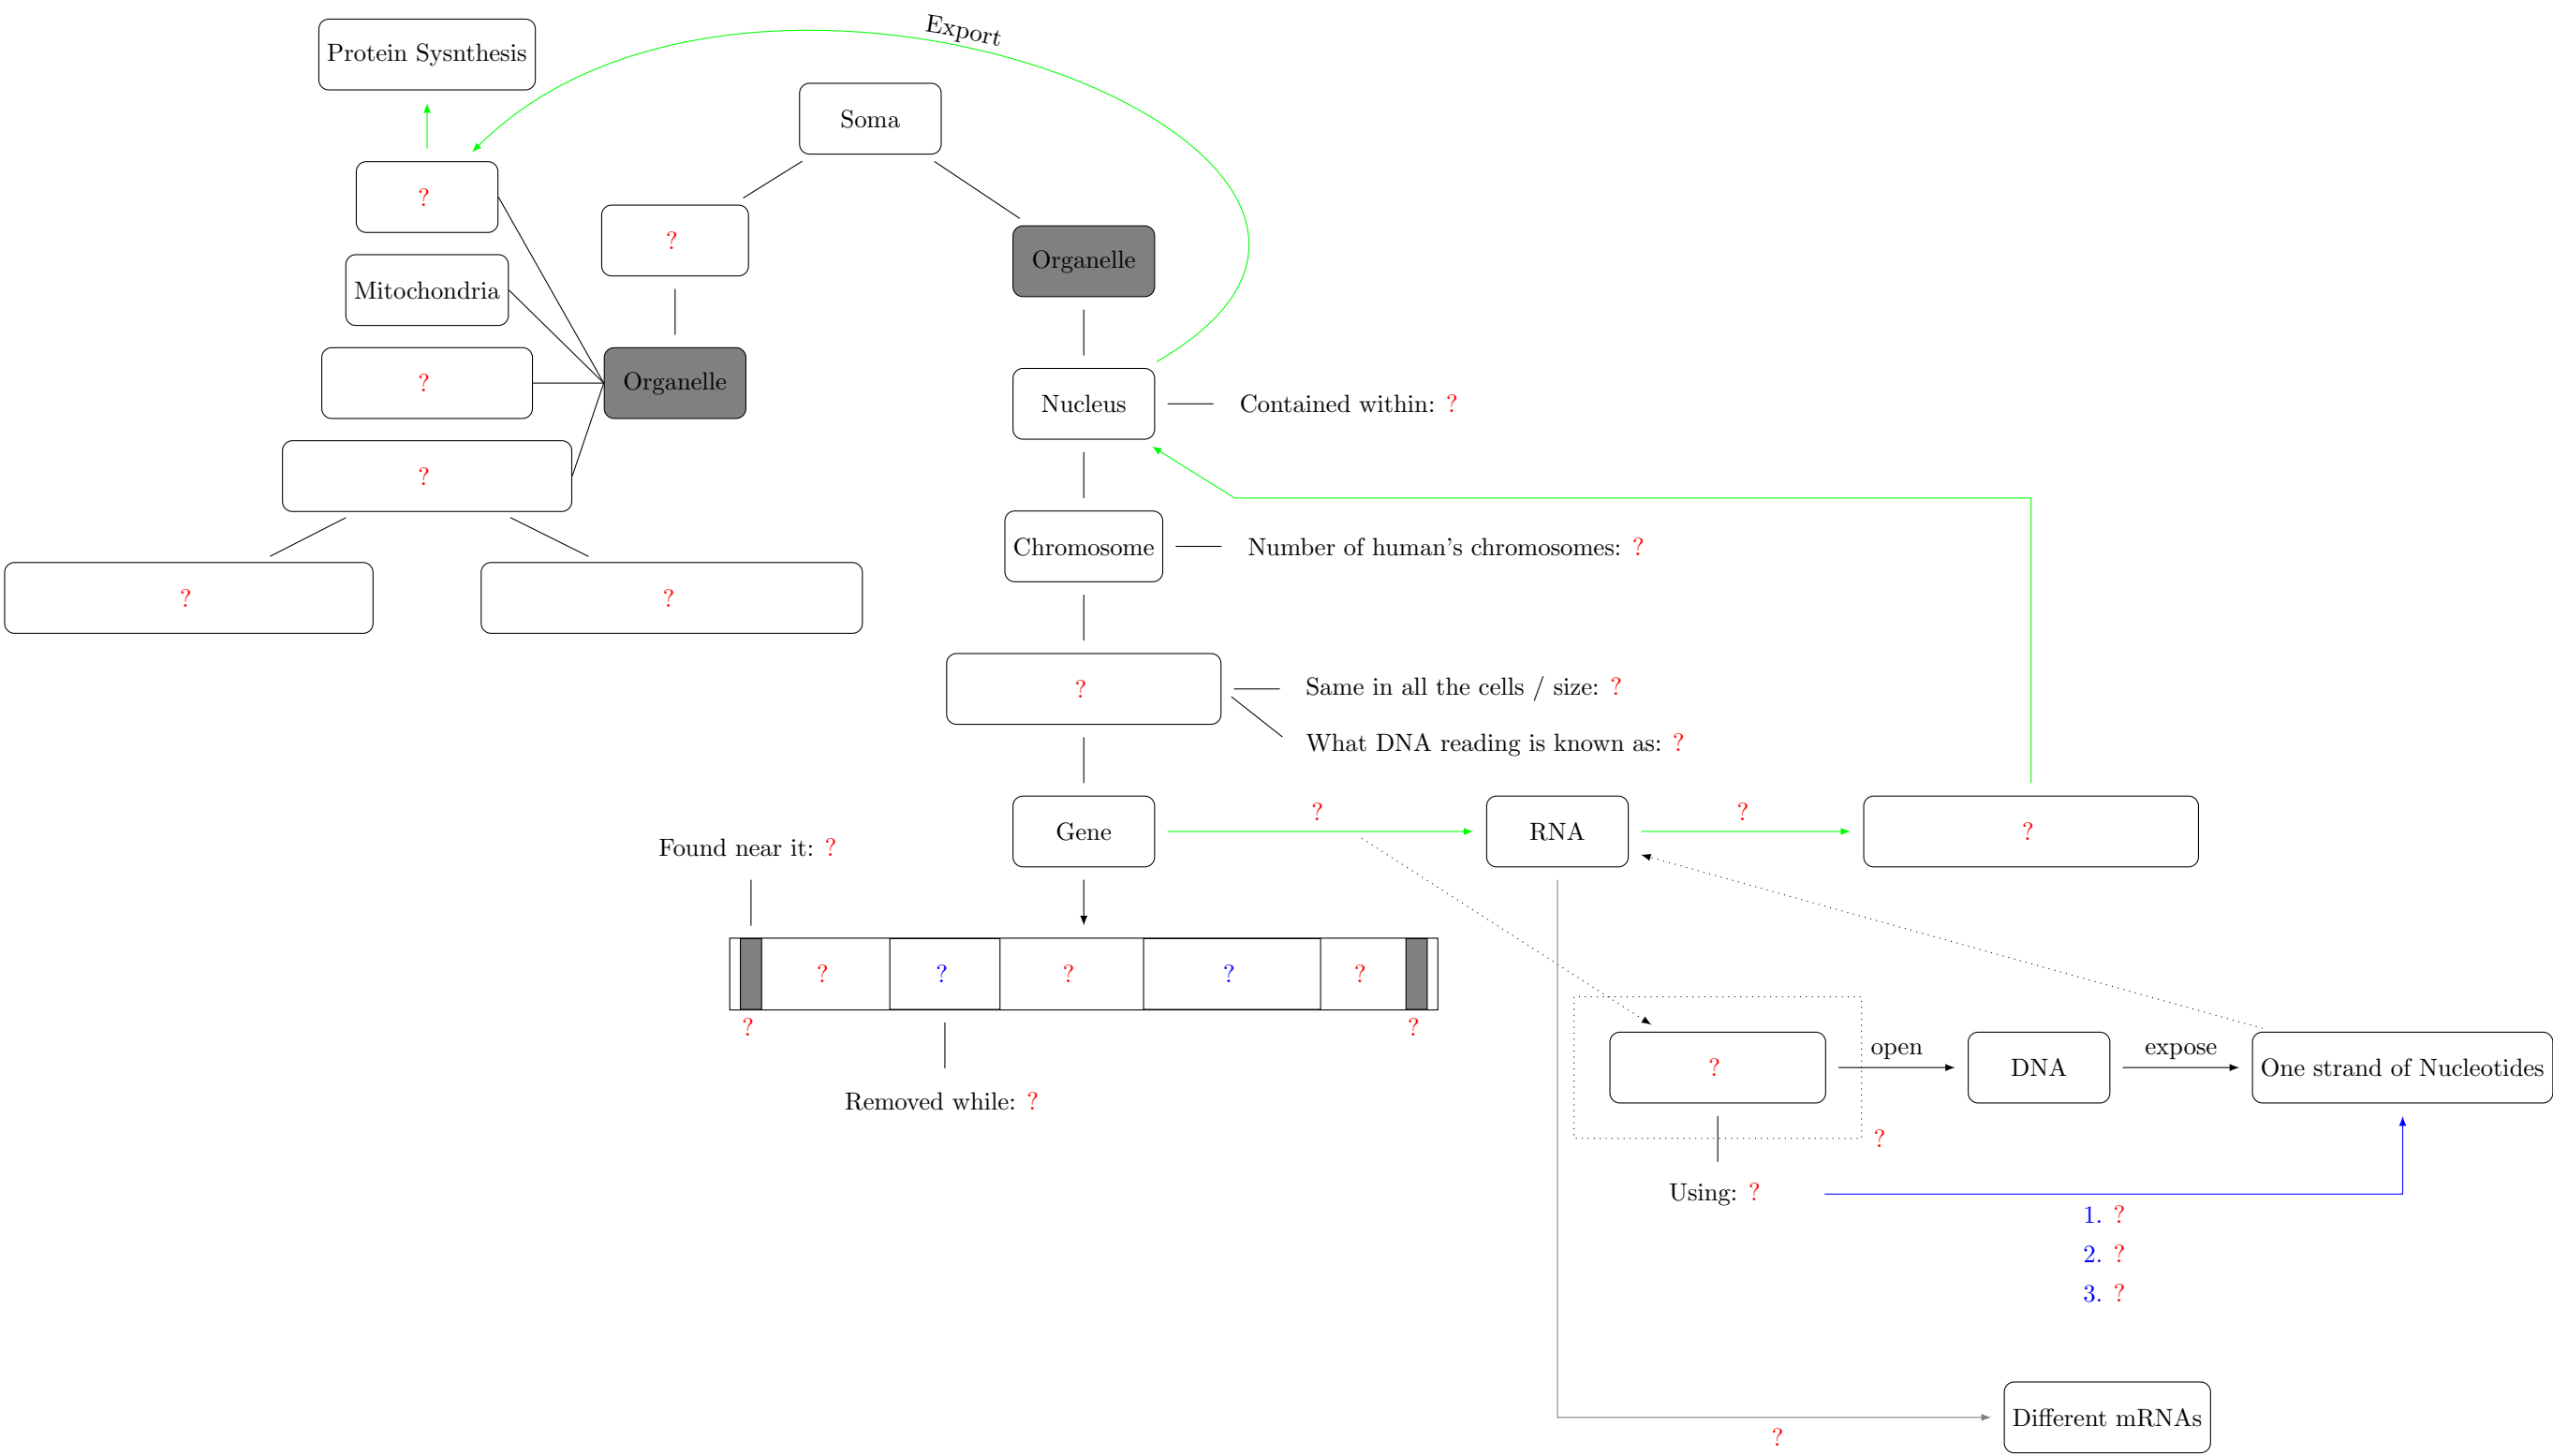 Export
Protein Sysnthesis
Soma
?
?
Organelle
Mitochondria
?
Organelle
Nucleus
Contained within: ?
?
Chromosome
Number of human's chromosomes: ?
?
?
?
Same in all the cells / size: ?
What DNA reading is known as: ?
Gene
?
RNA
?
?
Found near it: ?
?
?
?
?
?
?
?
Removed while: ?
?
open
DNA
expose
One strand of Nucleotides
?
Using: ?
1. ?
2. ?
3. ?
Different mRNAs
?